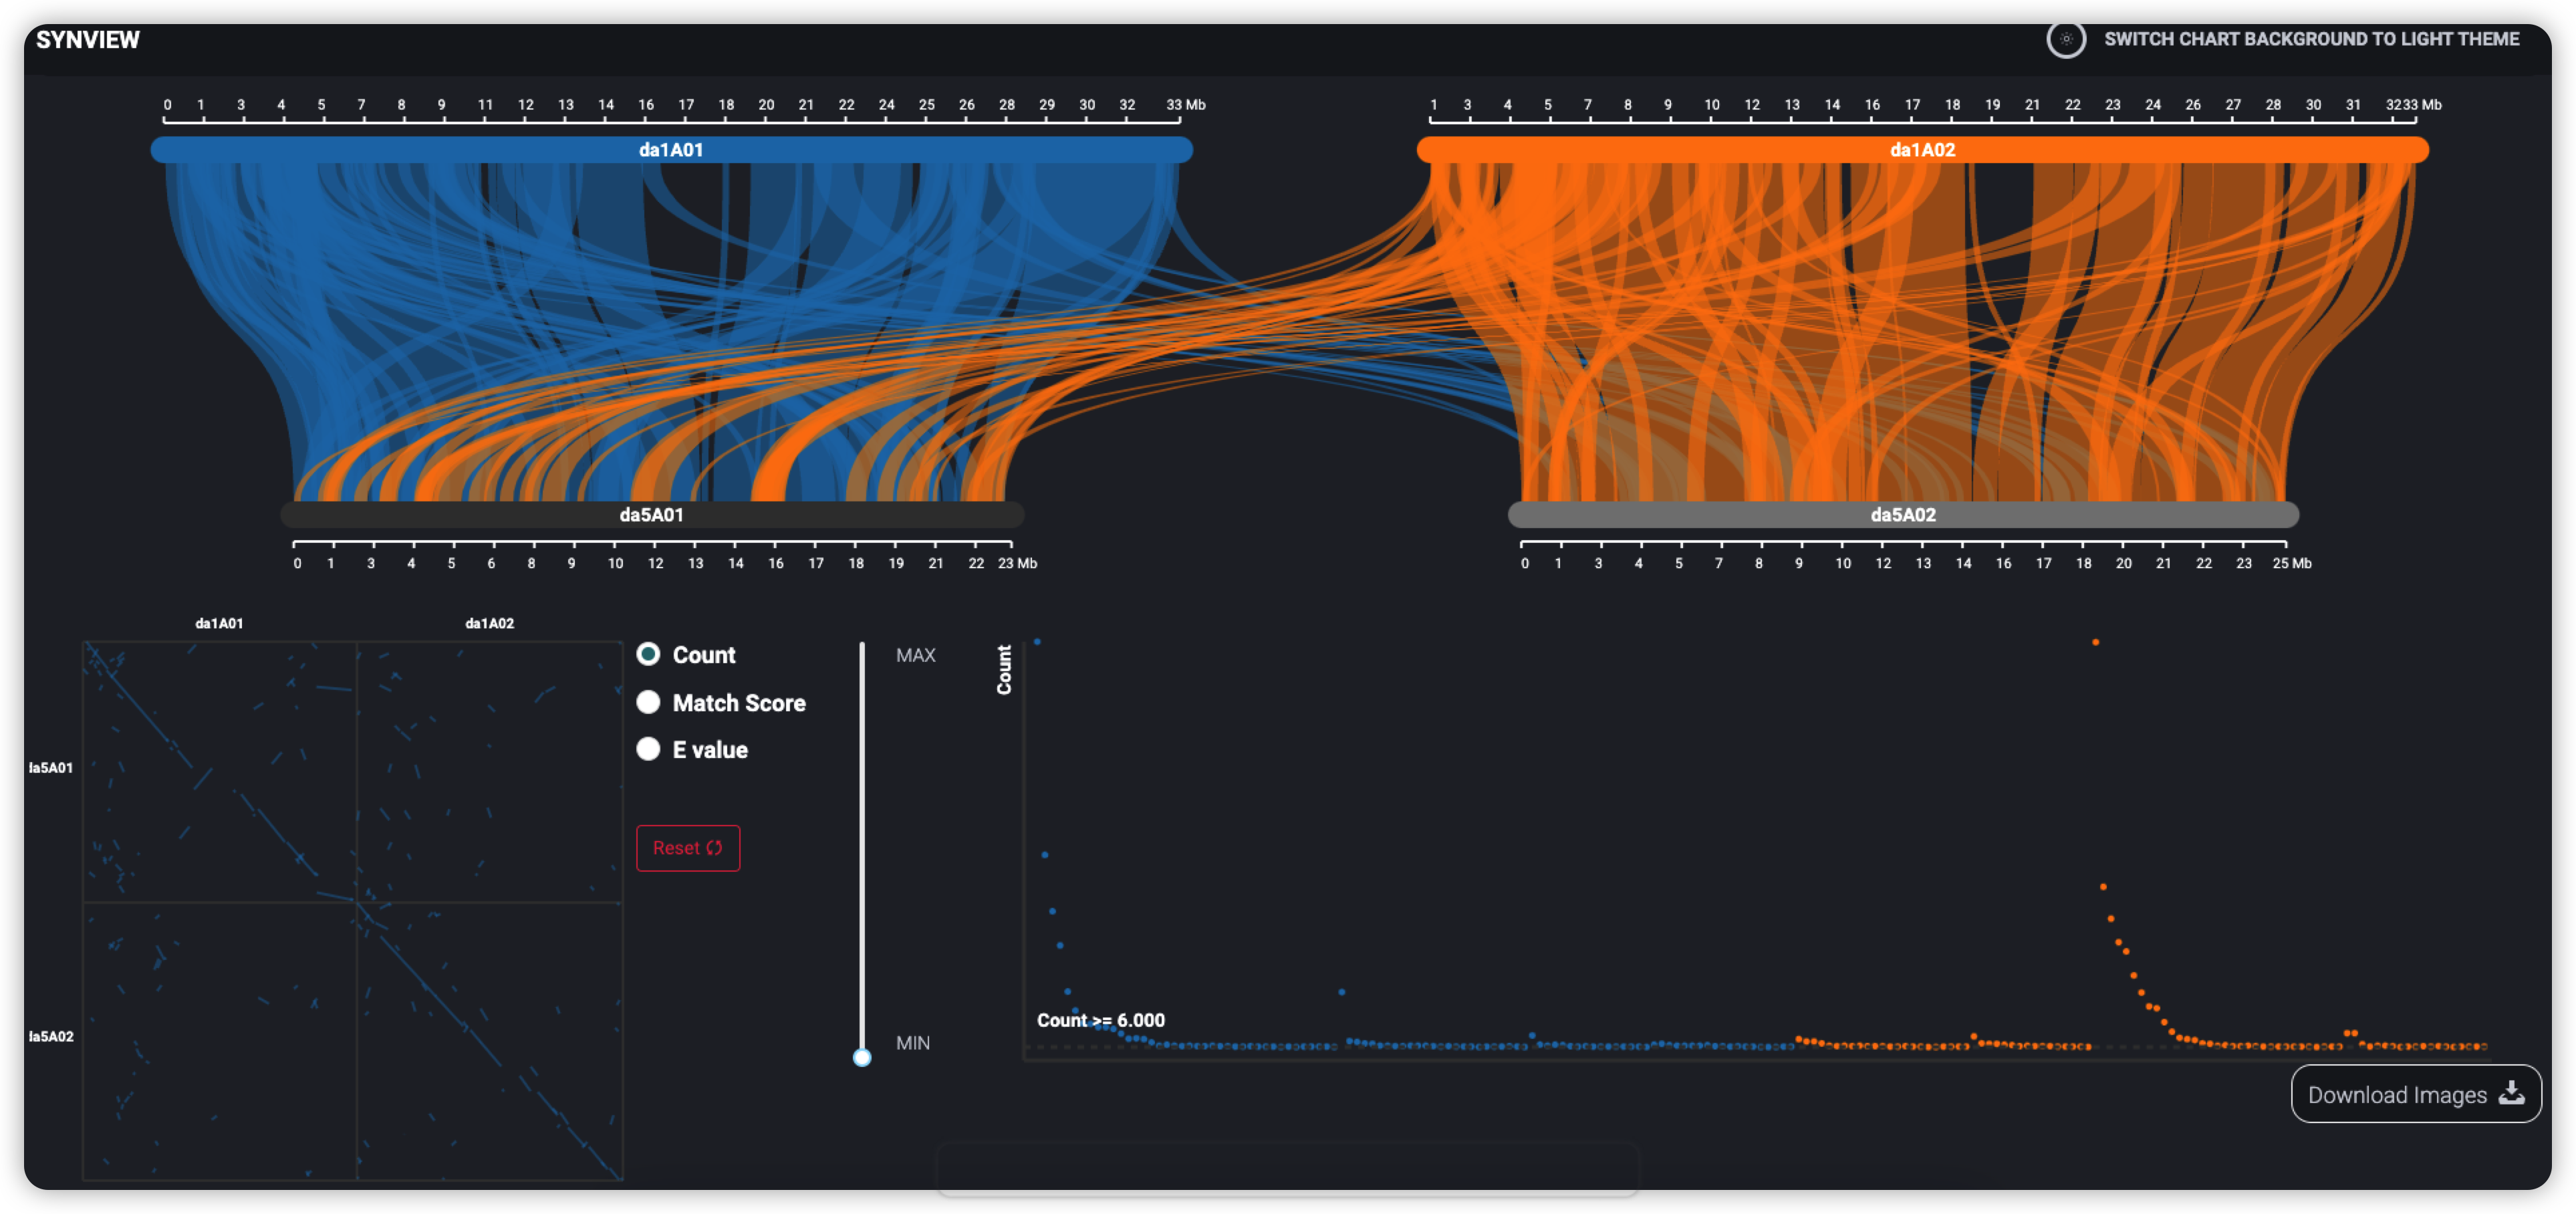 SYNVIEW
SWITCH CHART BACKGROUND TO LIGHT THEME
0 1 3 4 5 7 8 9 11 12 13 14 16 17 18 20 21 22 24 25 26 28 29 30 32 33 Mb
1 3 4 5 7 8 9 10 12 13 14 16 17 18 19 21 22 23 24 26 27 28 30 31 32 33 Mb
da1A01
da1A02
da5A01
da5A02
0 1 3 4 5 6 8 9 10 12 13 14 16 17 18 19 21 22 23 Mb
0 1 3 4 5 7 8 9 10 12 13 14 16 17 18 20 21 22 23 25 Mb
da1A01 da1A02
la5A01
la5A02
Count
Match Score
E value
Reset
MAX
MIN
Count
Count >= 6.000
Download Images